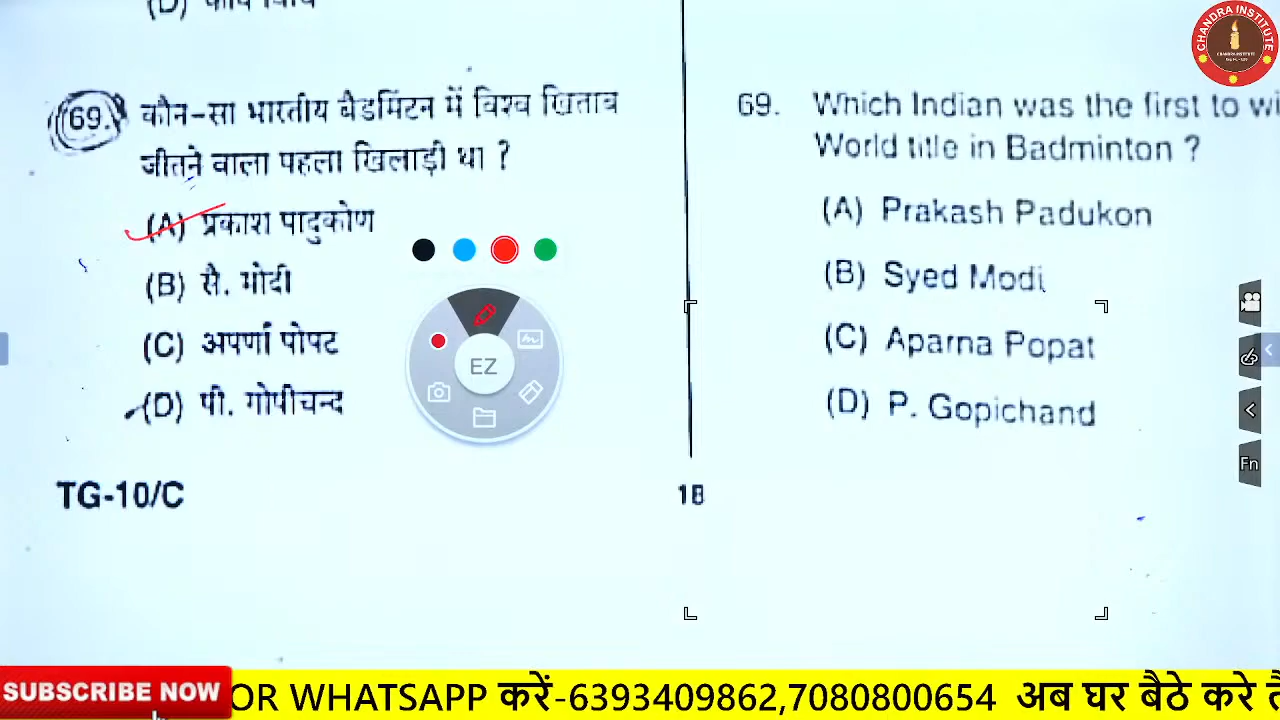 69. कौन-सा भारतीय बैडमिंटन में विश्व खिताब
जीतने वाला पहला खिलाड़ी था ?
(A) प्रकाश पादुकोण
(B) सै. मोदी
(C) अपर्णा पोपट
(D) पी. गोपीचन्द
TG-10/C
69. Which Indian was the first to wi
World title in Badminton ?
(A) Prakash Padukon
(B) Syed Modi
(C) Aparna Popat
(D) P. Gopichand
18
EZ
Fn
CHANDRA INSTITUTE
SUBSCRIBE NOW
OR WHATSAPP करें-6393409862,7080800654 अब घर बैठे करे तै